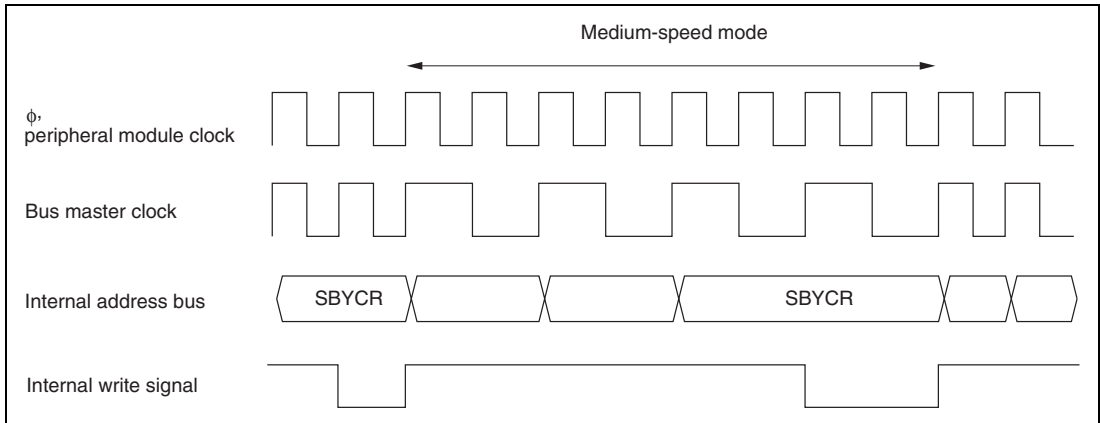 Medium-speed mode
ϕ,
peripheral module clock
Bus master clock
Internal address bus
SBYCR
SBYCR
Internal write signal